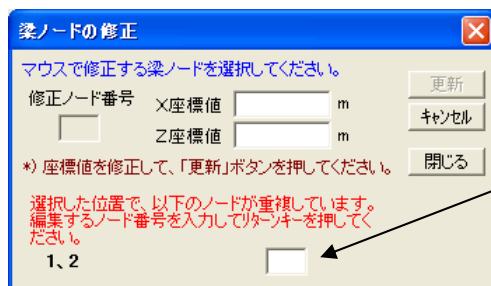 梁ノードの修正
マウスで修正する梁ノードを選択してください。
更新
修正ノード番号 X座標値 m
キャンセル
Z座標値 m
*) 座標値を修正して、「更新」ボタンを押してください。
閉じる
選択した位置で、以下のノードが重複しています。
編集するノード番号を入力してリターンキーを押してく
ださい。
1、2